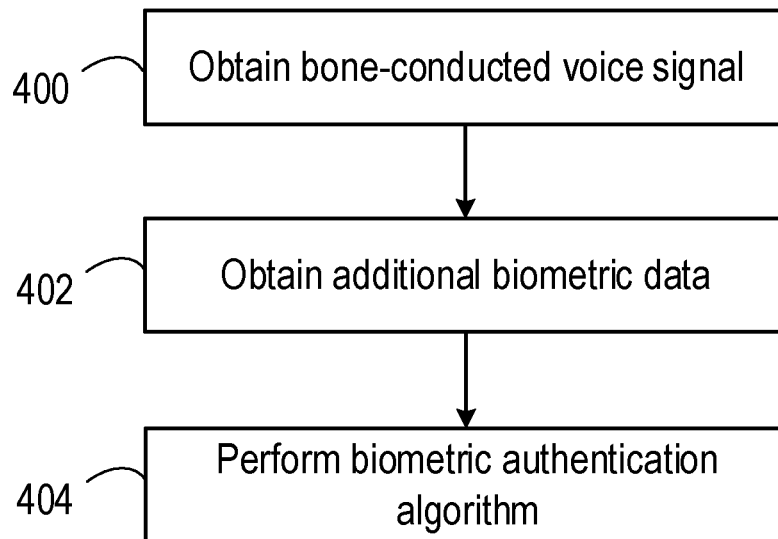 400
Obtain bone-conducted voice signal
402
Obtain additional biometric data
404
Perform biometric authentication
algorithm